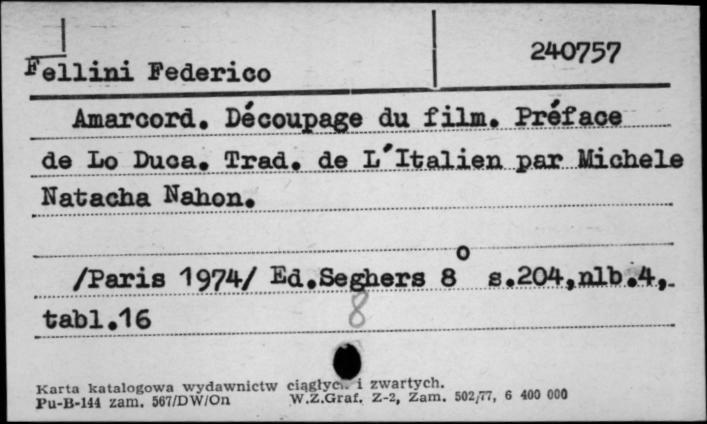 240757
Fellini Federico
Amarcord. Découpage du film. Préface
de Lo Duca. Trad. de L'Italien par Michele
Natacha Nahon.
/Paris 1974/ Ed.Seghers 8° s.204,nlb.4,
tabl.16
8
Karta katalogowa wydawnictw ciągłych i zwartych.
Pu-B-144 zam. 567/DW/On W.Z.Graf. Z-2, Zam. 502/77, 6 400 000